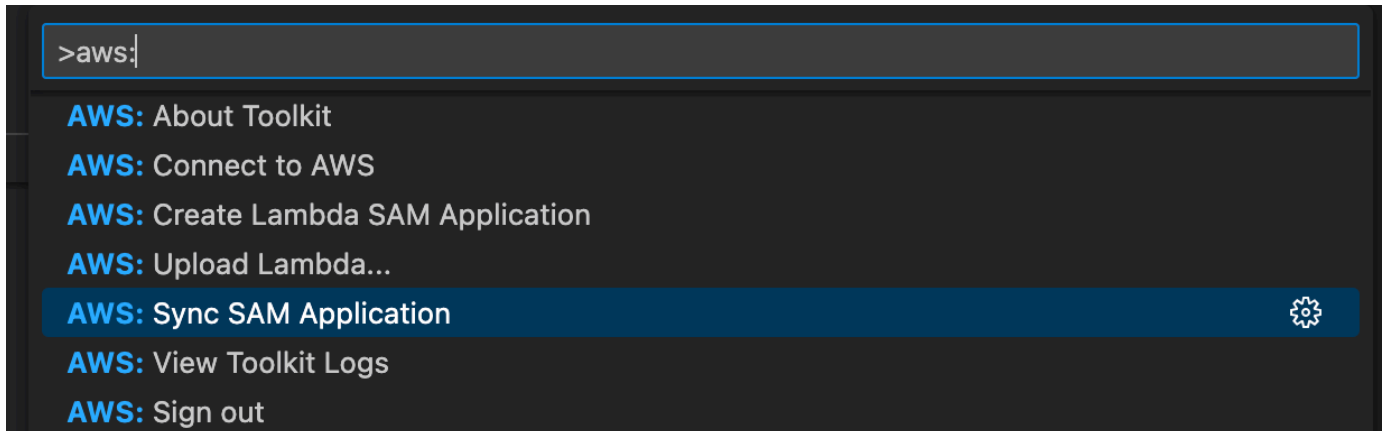 >aws:
AWS: About Toolkit
AWS: Connect to AWS
AWS: Create Lambda SAM Application
AWS: Upload Lambda...
AWS: Sync SAM Application
AWS: View Toolkit Logs
AWS: Sign out